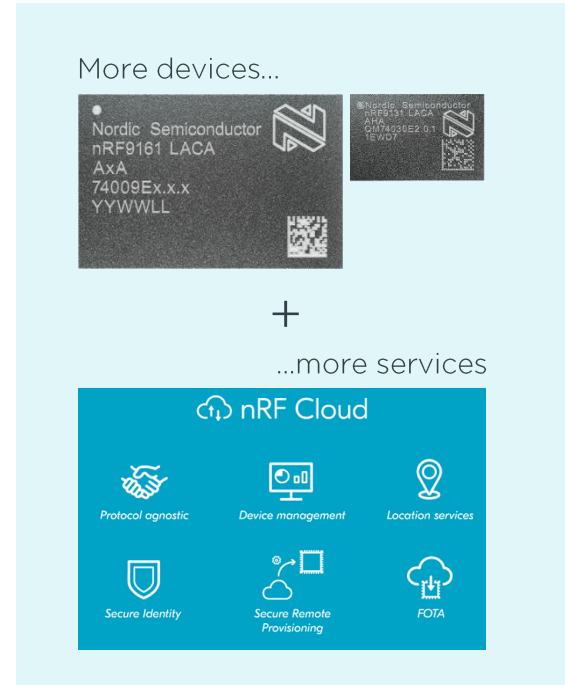 More devices...
Nordic Semiconductor
nRF9161 LACA
AxA
74009Ex.x.x
YYWWLL
Nordic Semiconductor
nRF9131 LACA
AHA
QM74030E2.0.1
1EWD7
+
...more services
nRF Cloud
Protocol agnostic
Device management
Location services
Secure Identity
Secure Remote
Provisioning
FOTA